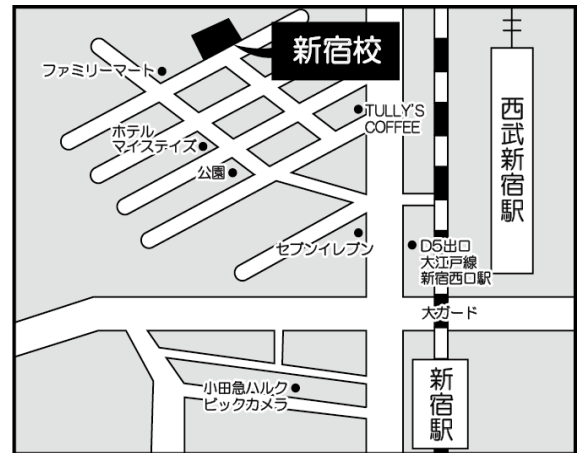 新宿校
ファミリーマート
TULLY'S
COFFEE
ホテル
マイステイズ
公園
西武新宿駅
セブンイレブン
D5出口
大江戸線
新宿西口駅
大ガード
小田急ハルク
ビックカメラ
新宿駅